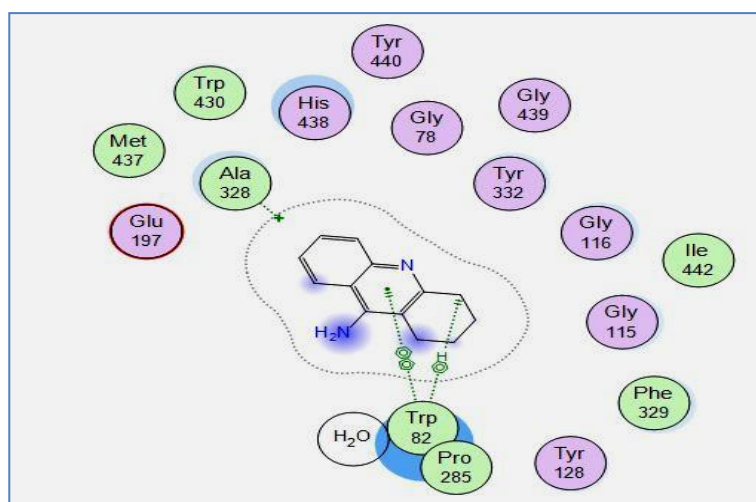 Tyr
440
Trp
430
His
438
Gly
78
Gly
439
Met
437
Ala
328
Tyr
332
Glu
197
Gly
116
Ile
442
N
H₂N
Gly
115
H
Phe
329
H₂O
Trp
82
Pro
285
Tyr
128